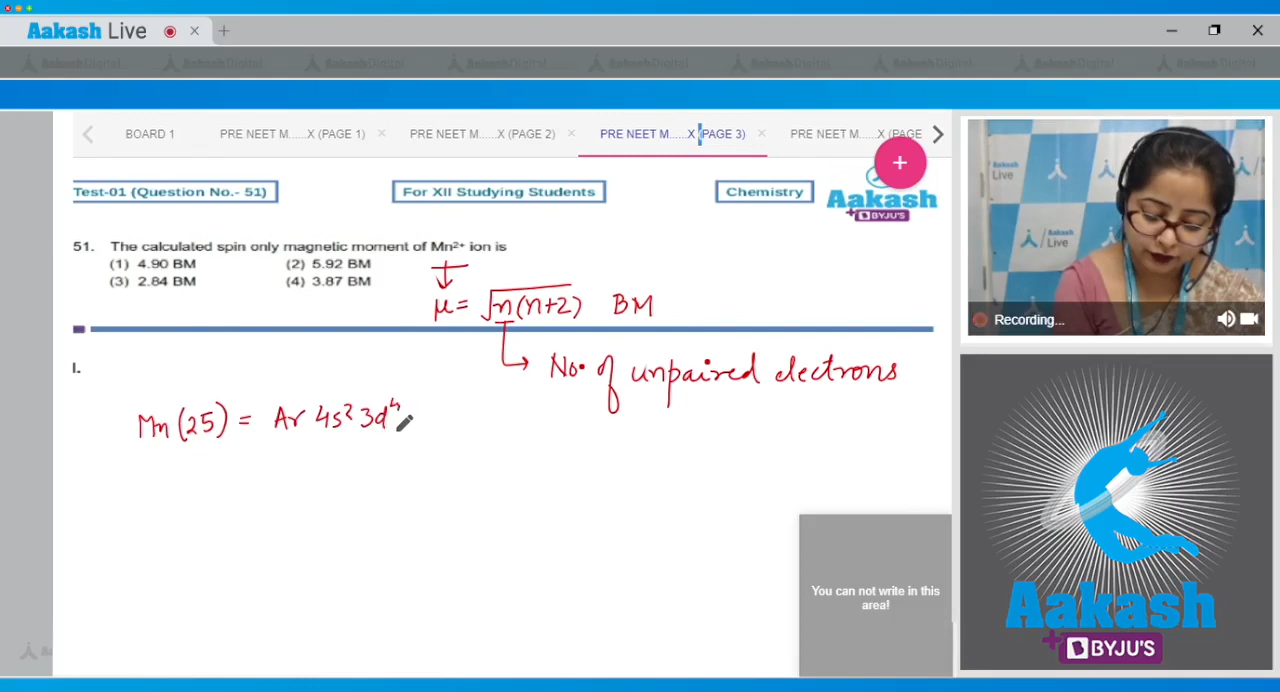 Aakash Live
BOARD 1
PRE NEET M......X (PAGE 1)
PRE NEET M......X (PAGE 2)
PRE NEET M......X (PAGE 3)
PRE NEET M......X (PAGE
Test-01 (Question No.- 51)
For XII Studying Students
Chemistry
Aakash
+BYJU'S
51. The calculated spin only magnetic moment of Mn²⁺ ion is
(1) 4.90 BM (2) 5.92 BM
(3) 2.84 BM (4) 3.87 BM
μ = √n(n+2) BM
→ No. of unpaired electrons
I.
Mn(25) = Ar 4s² 3d⁴
You can not write in this
area!
Aakash
Live
Recording...
Aakash
+BYJU'S